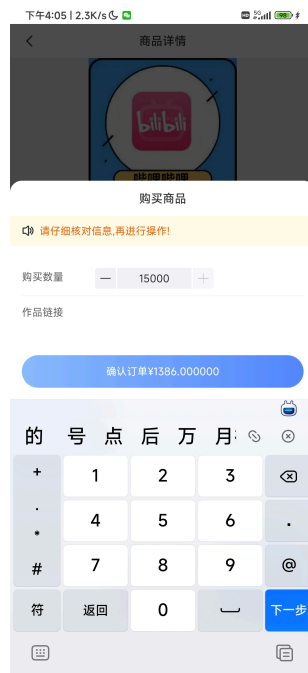 下午4:05 | 2.3K/s
HD 5G 98
商品详情
bilibili
哔哩哔哩
购买商品
请仔细核对信息,再进行操作!
购买数量
— 15000 +
作品链接
确认订单¥1386.000000
的 号 点 后 万 月
+ 1 2 3
· 4 5 6 .
*
# 7 8 9 @
符 返回 0 下一步